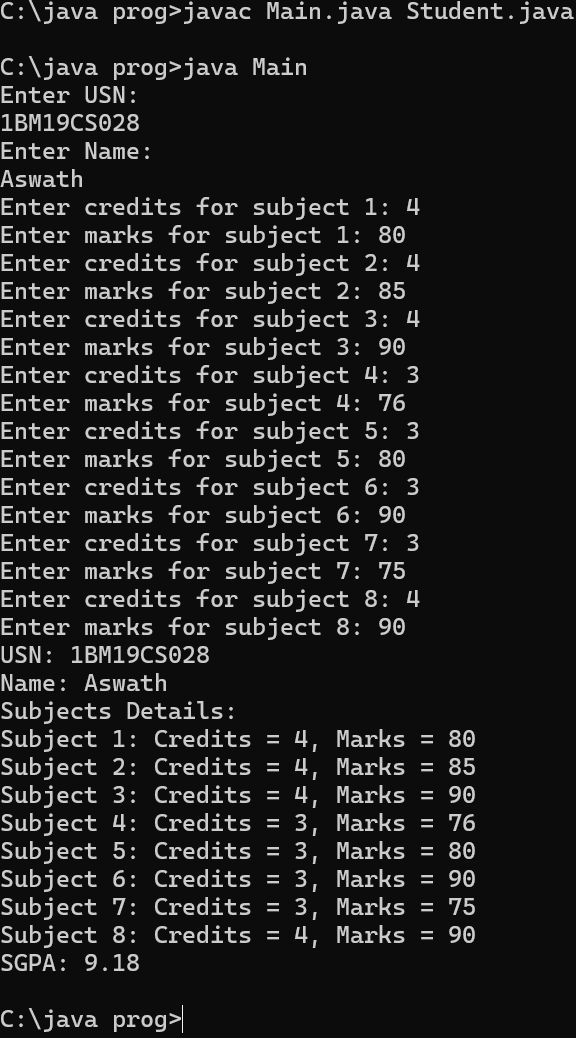 C:\java prog>javac Main.java Student.java
C:\java prog>java Main
Enter USN:
1BM19CS028
Enter Name:
Aswath
Enter credits for subject 1: 4
Enter marks for subject 1: 80
Enter credits for subject 2: 4
Enter marks for subject 2: 85
Enter credits for subject 3: 4
Enter marks for subject 3: 90
Enter credits for subject 4: 3
Enter marks for subject 4: 76
Enter credits for subject 5: 3
Enter marks for subject 5: 80
Enter credits for subject 6: 3
Enter marks for subject 6: 90
Enter credits for subject 7: 3
Enter marks for subject 7: 75
Enter credits for subject 8: 4
Enter marks for subject 8: 90
USN: 1BM19CS028
Name: Aswath
Subjects Details:
Subject 1: Credits = 4, Marks = 80
Subject 2: Credits = 4, Marks = 85
Subject 3: Credits = 4, Marks = 90
Subject 4: Credits = 3, Marks = 76
Subject 5: Credits = 3, Marks = 80
Subject 6: Credits = 3, Marks = 90
Subject 7: Credits = 3, Marks = 75
Subject 8: Credits = 4, Marks = 90
SGPA: 9.18
C:\java prog>